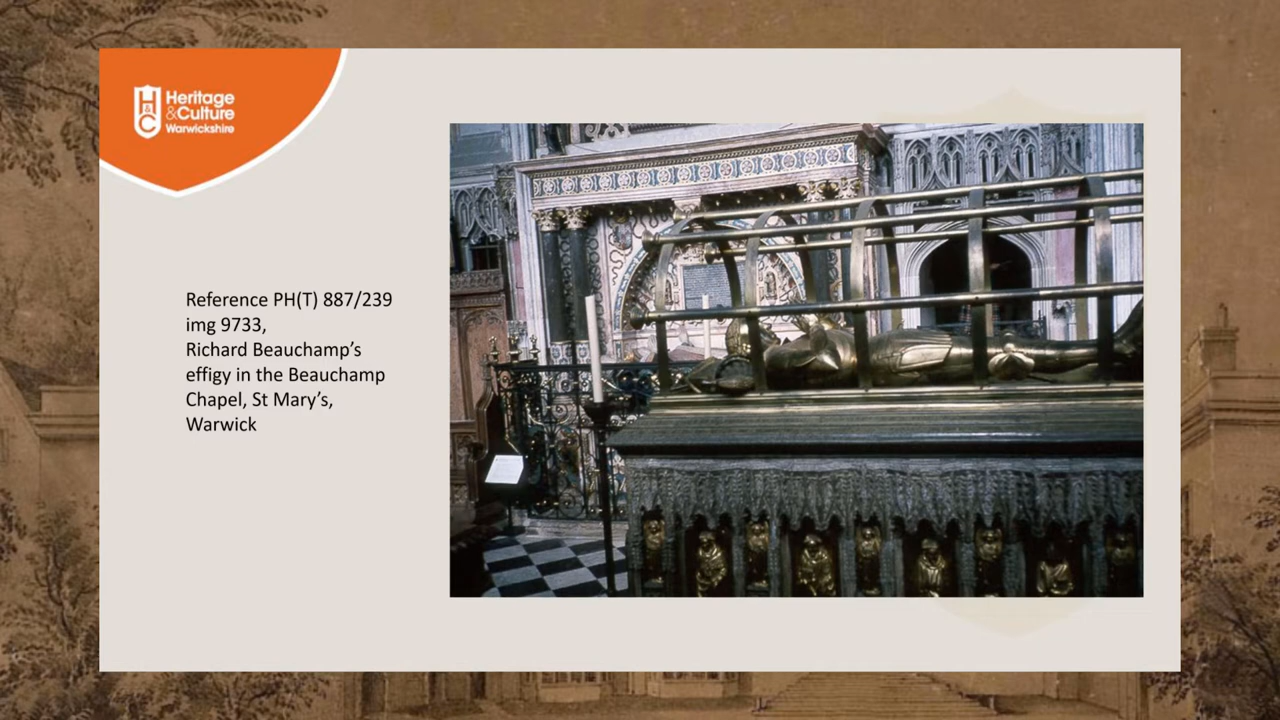 Heritage
&Culture
Warwickshire
H&C
Reference PH(T) 887/239
img 9733,
Richard Beauchamp’s
effigy in the Beauchamp
Chapel, St Mary’s,
Warwick